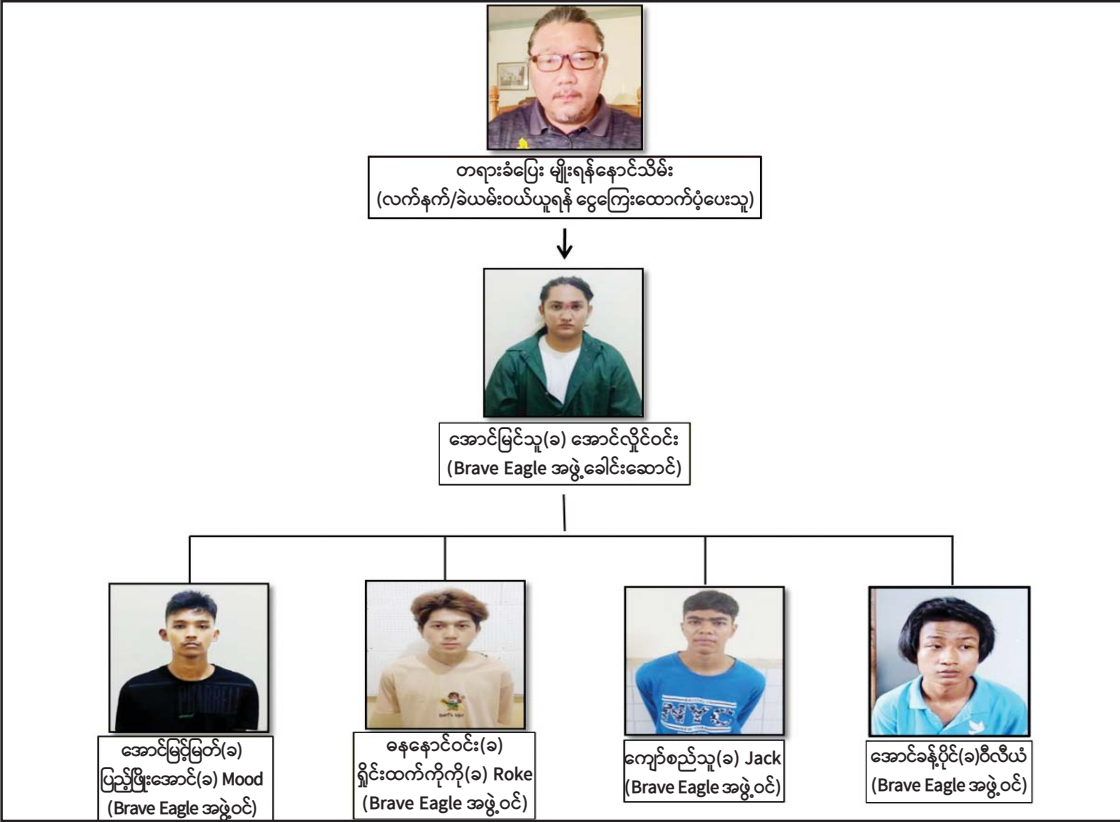 တရားခံပြေး မျိုးရန်နောင်သိမ်း
(လက်နက်/ခဲယမ်းဝယ်ယူရန် ငွေကြေးထောက်ပံ့ပေးသူ)
အောင်မြင်သူ(ခ) အောင်လှိုင်ဝင်း
(Brave Eagle အဖွဲ့ခေါင်းဆောင်)
အောင်မြင့်မြတ်(ခ)
ပြည့်ဖြိုးအောင်(ခ) Mood
(Brave Eagle အဖွဲ့ဝင်)
ဓနနောင်ဝင်း(ခ)
ရှိုင်းထက်ကိုကို(ခ) Roke
(Brave Eagle အဖွဲ့ဝင်)
ကျော်စည်သူ(ခ) Jack
(Brave Eagle အဖွဲ့ဝင်)
အောင်ခန့်ပိုင်(ခ)ဝီလီယံ
(Brave Eagle အဖွဲ့ဝင်)
NYC